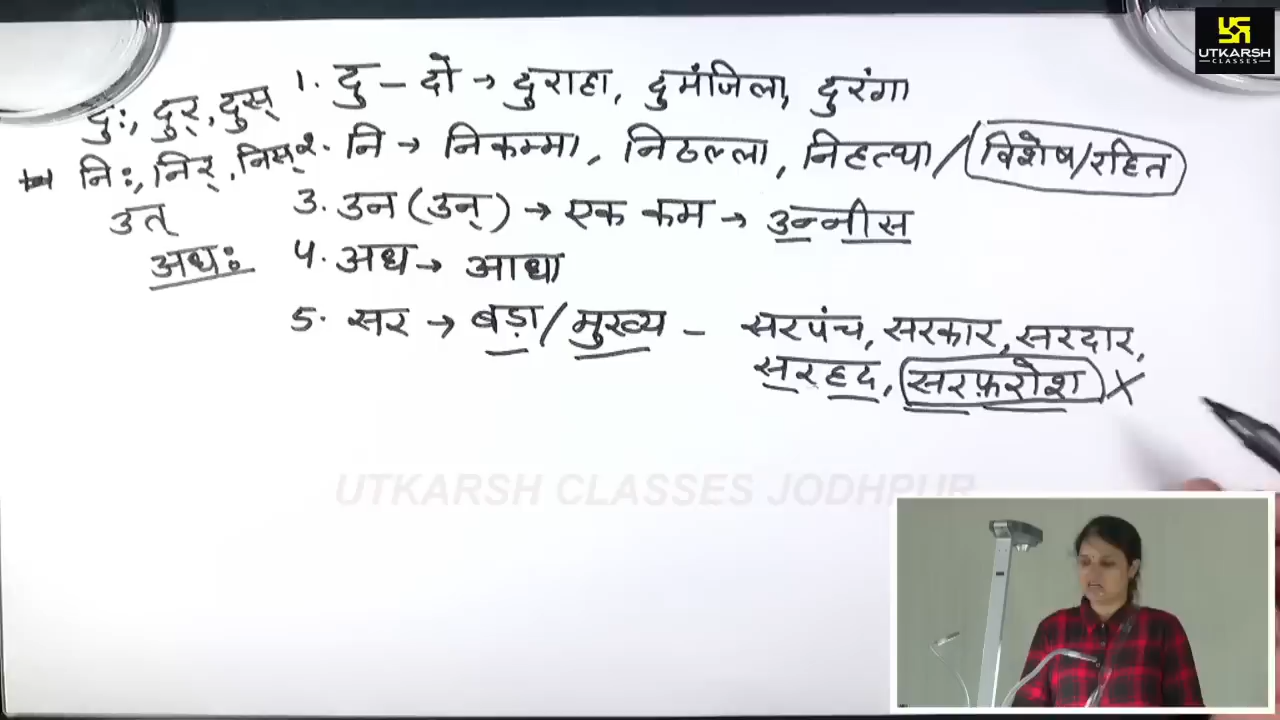 UTKARSH
CLASSES
1. दु - दो → दुराहा, दुमंजिला, दुरंगा
दुः, दुर्, दुस्
2. नि → निकम्मा, निठल्ला, निहत्था / विशेष/रहित
निः, निर्, निस्
3. उन (उन्) → एक कम → उन्नीस
उत्
4. अध → आधा
अधः
5. सर → बड़ा/मुख्य - सरपंच, सरकार, सरदार,
सरहद, सरफ़रोश X
UTKARSH CLASSES JODHPUR